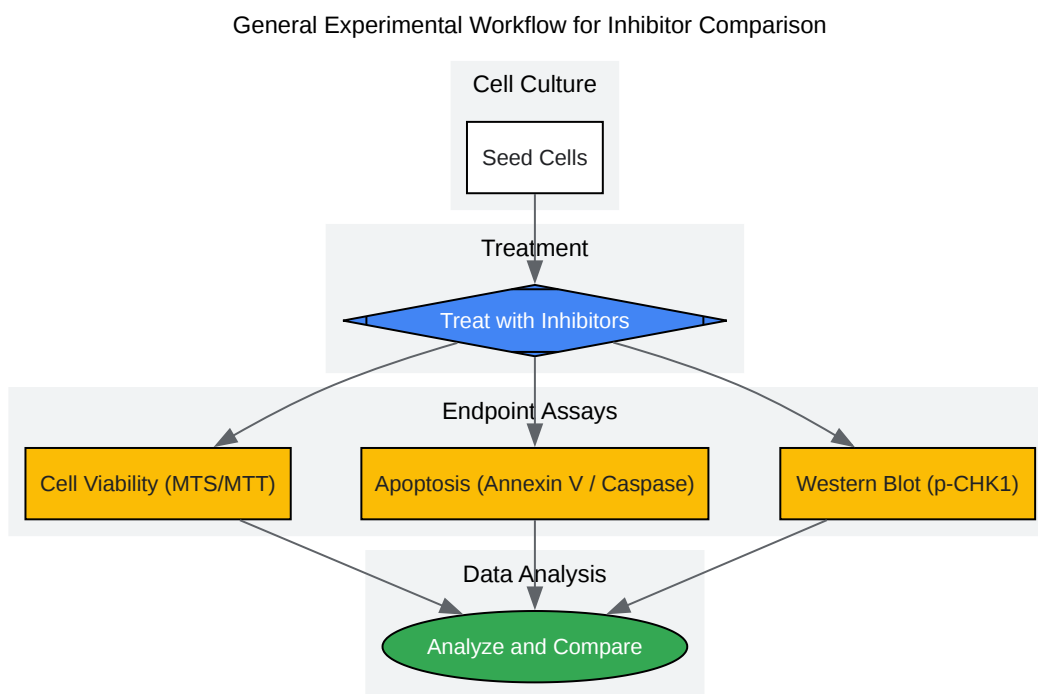 General Experimental Workflow for Inhibitor Comparison
Cell Culture
Seed Cells
Treatment
Treat with Inhibitors
Endpoint Assays
Cell Viability (MTS/MTT)
Apoptosis (Annexin V / Caspase)
Western Blot (p-CHK1)
Data Analysis
Analyze and Compare